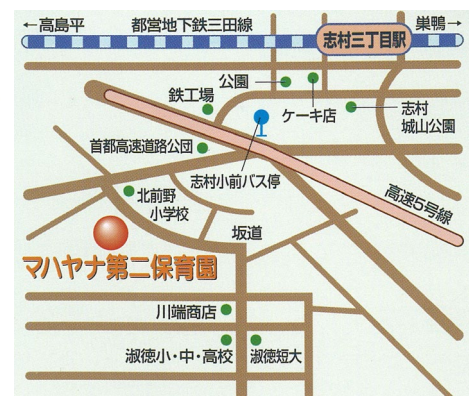 ←高島平
都営地下鉄三田線
巣鴨→
志村三丁目駅
公園
鉄工場
ケーキ店
志村
城山公園
首都高速道路公団
志村小前バス停
高速5号線
北前野
小学校
坂道
マハヤナ第二保育園
川端商店
淑徳小・中・高校
淑徳短大